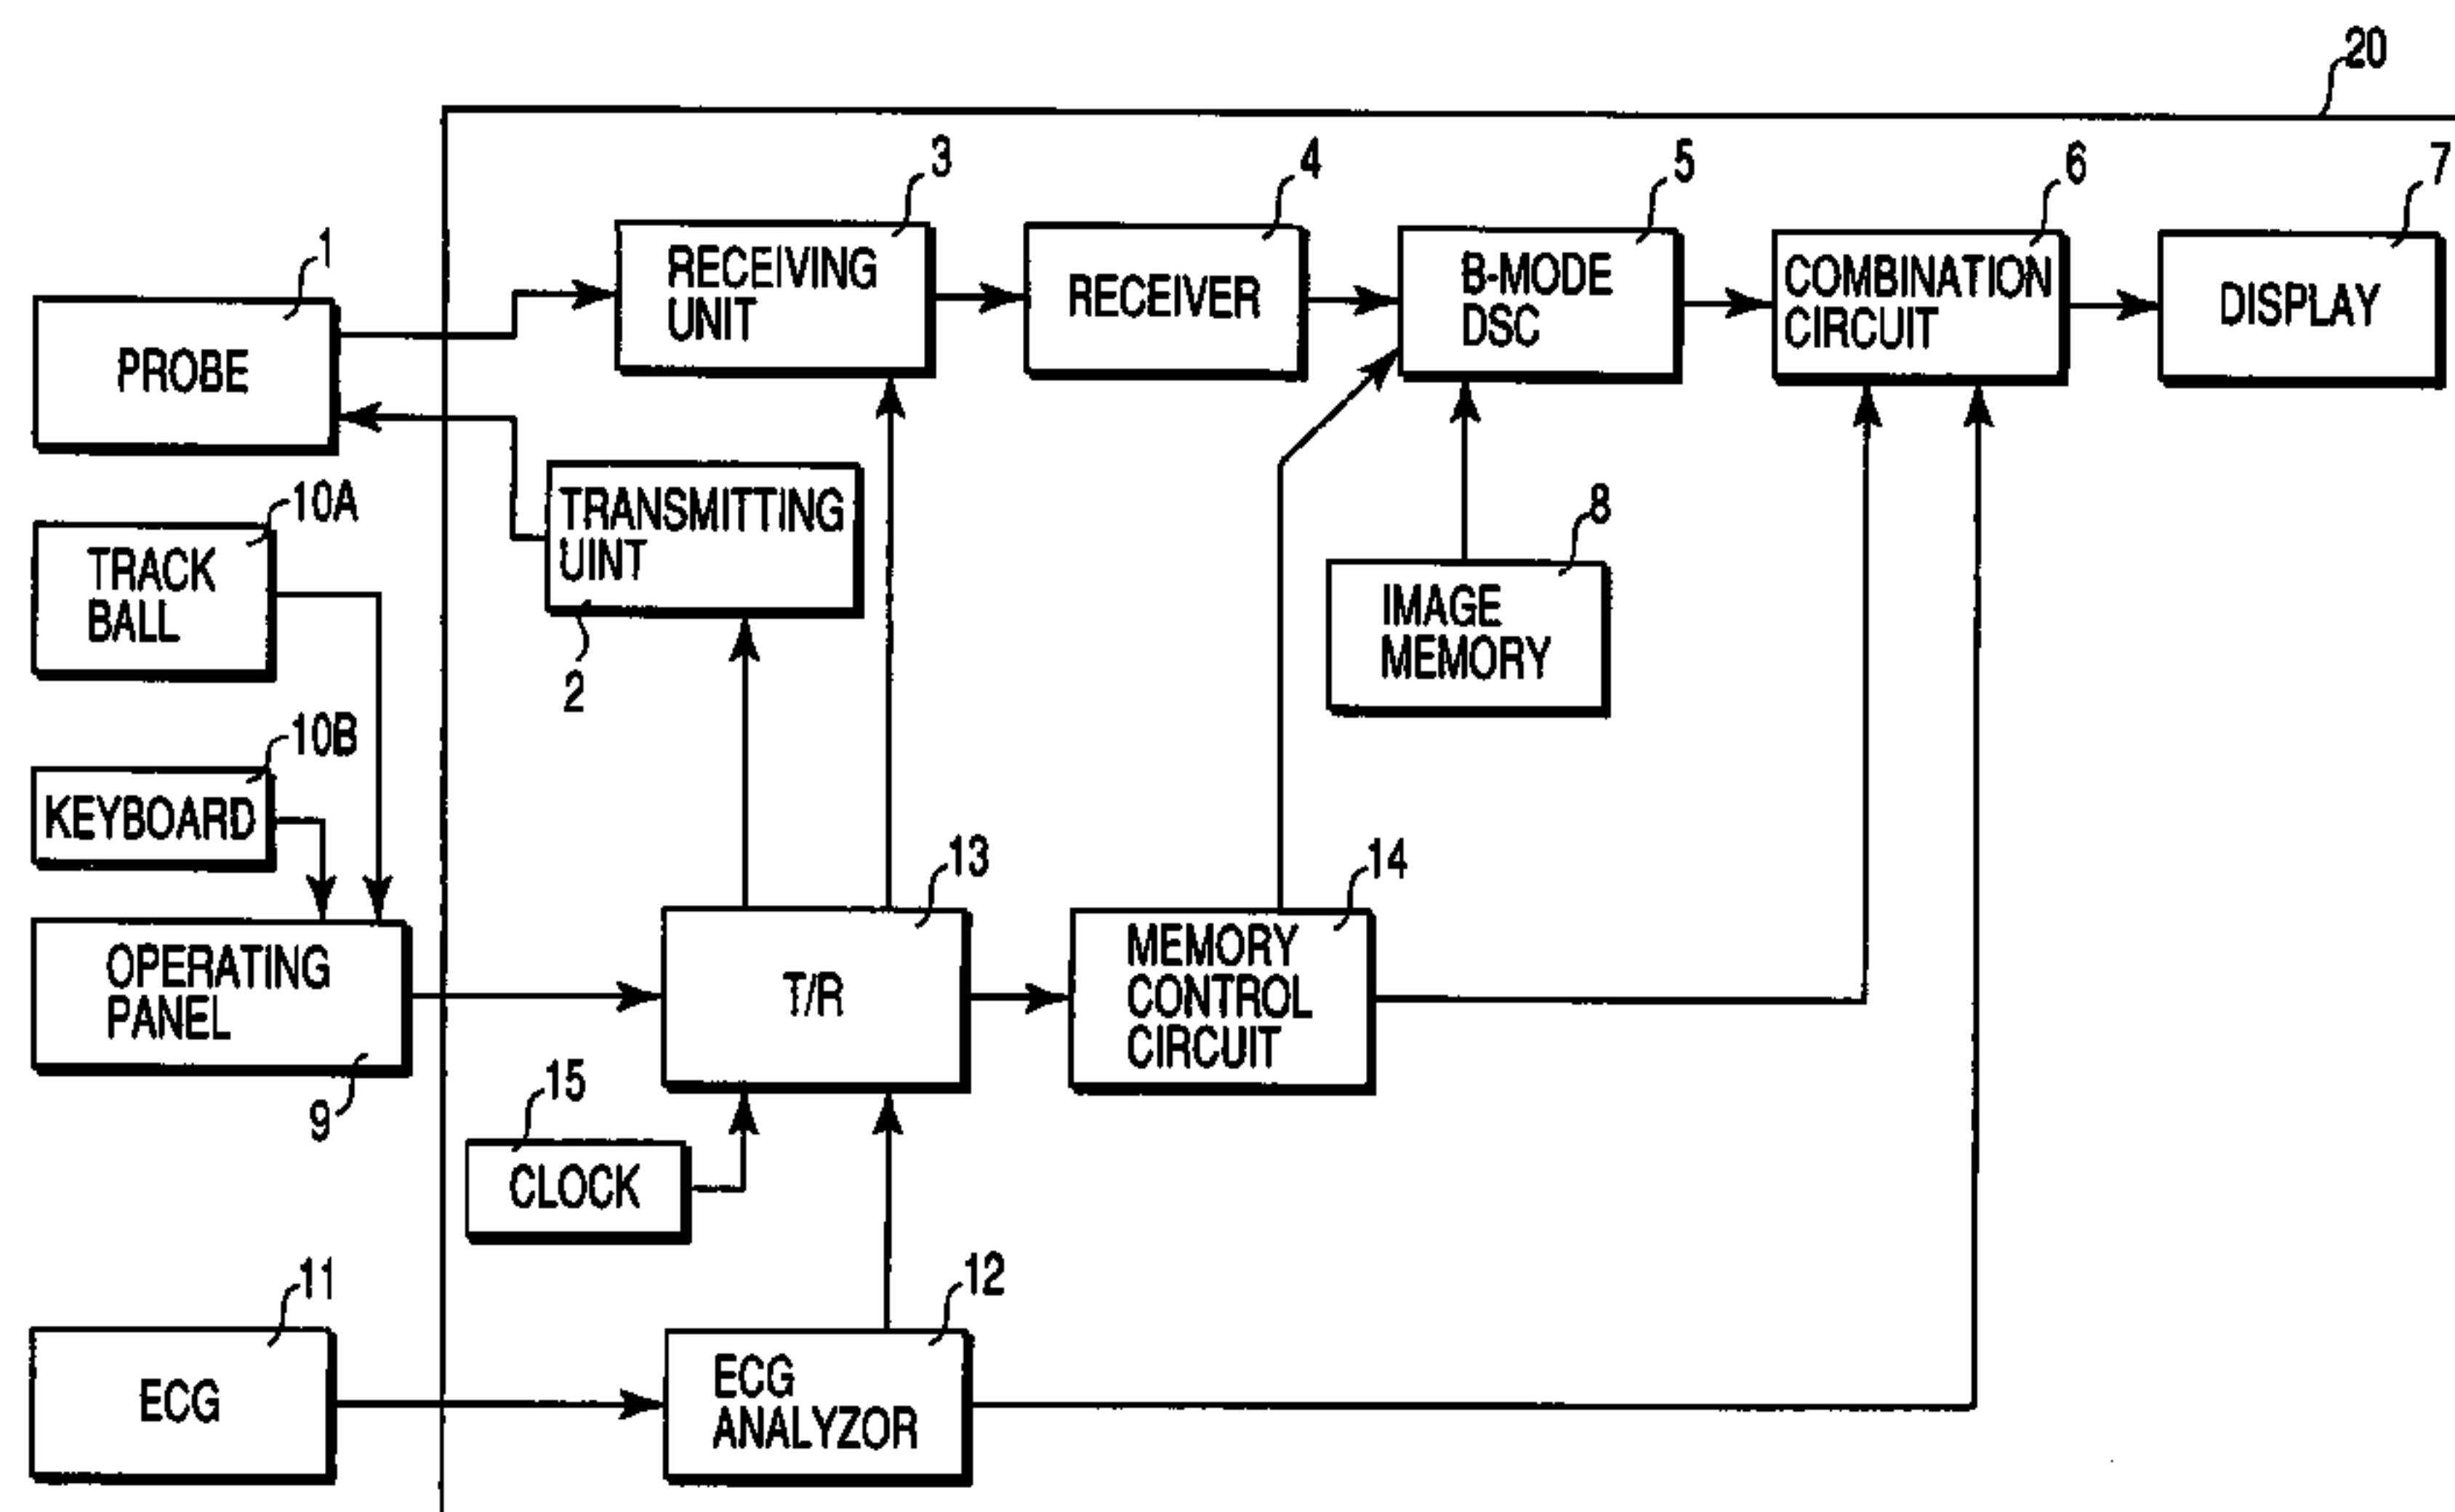 20
3
4
5
6
7
1
RECEIVING
UNIT
RECEIVER
B-MODE
DSC
COMBINATION
CIRCUIT
DISPLAY
PROBE
10A
TRACK
BALL
TRANSMITTING
UINT
2
8
IMAGE
MEMORY
10B
KEYBOARD
13
14
OPERATING
PANEL
9
T/R
MEMORY
CONTROL
CIRCUIT
15
CLOCK
11
12
ECG
ECG
ANALYZOR